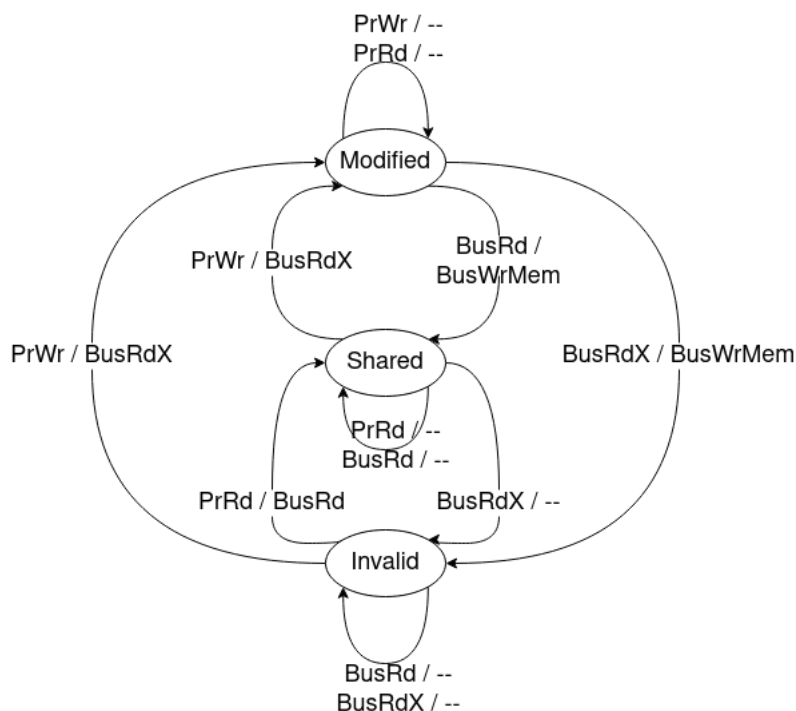 PrWr / --
PrRd / --
Modified
PrWr / BusRdX
BusRd /
BusWrMem
PrWr / BusRdX
BusRdX / BusWrMem
Shared
PrRd / --
BusRd / --
PrRd / BusRd
BusRdX / --
Invalid
BusRd / --
BusRdX / --